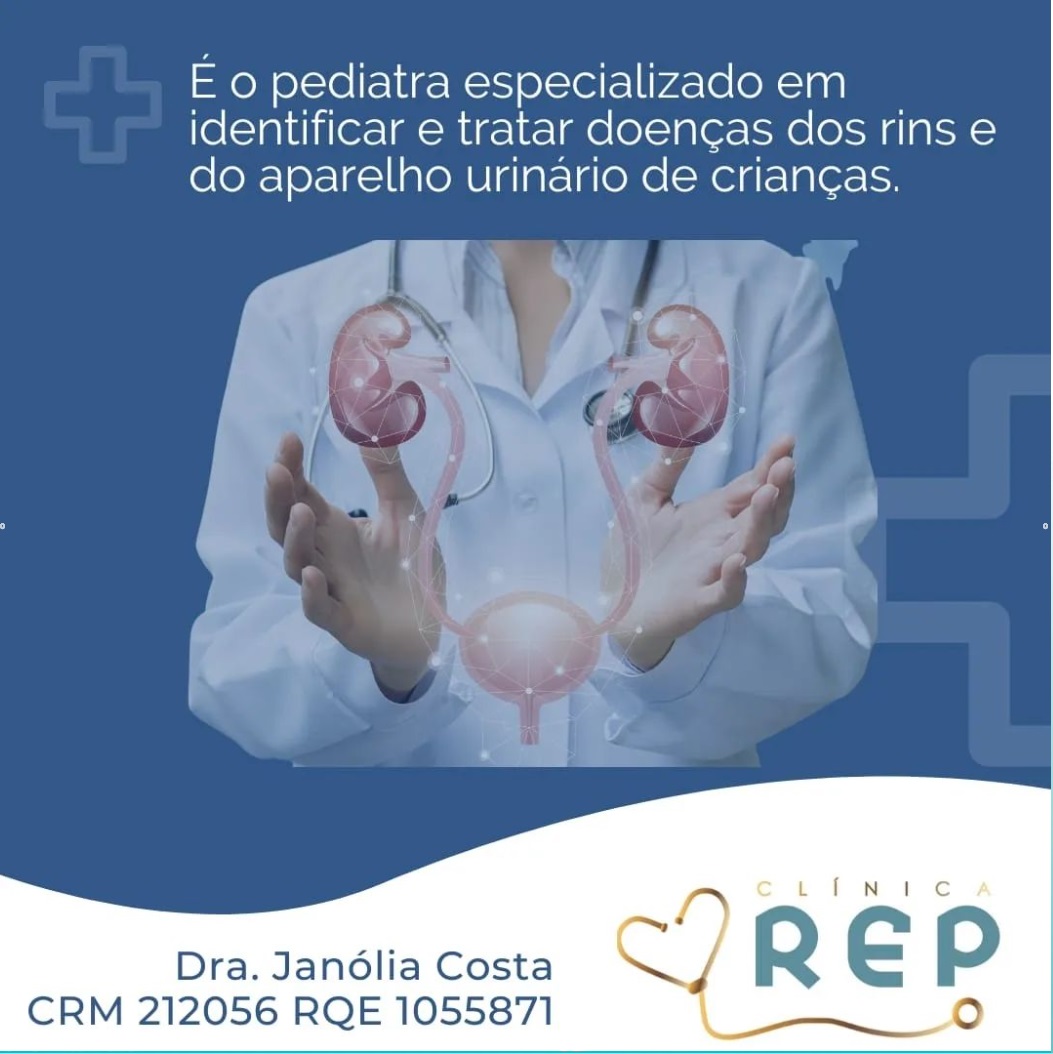 É o pediatra especializado em
identificar e tratar doenças dos rins e
do aparelho urinário de crianças.
CLÍNICA
REP
Dra. Janólia Costa
CRM 212056 RQE 1055871